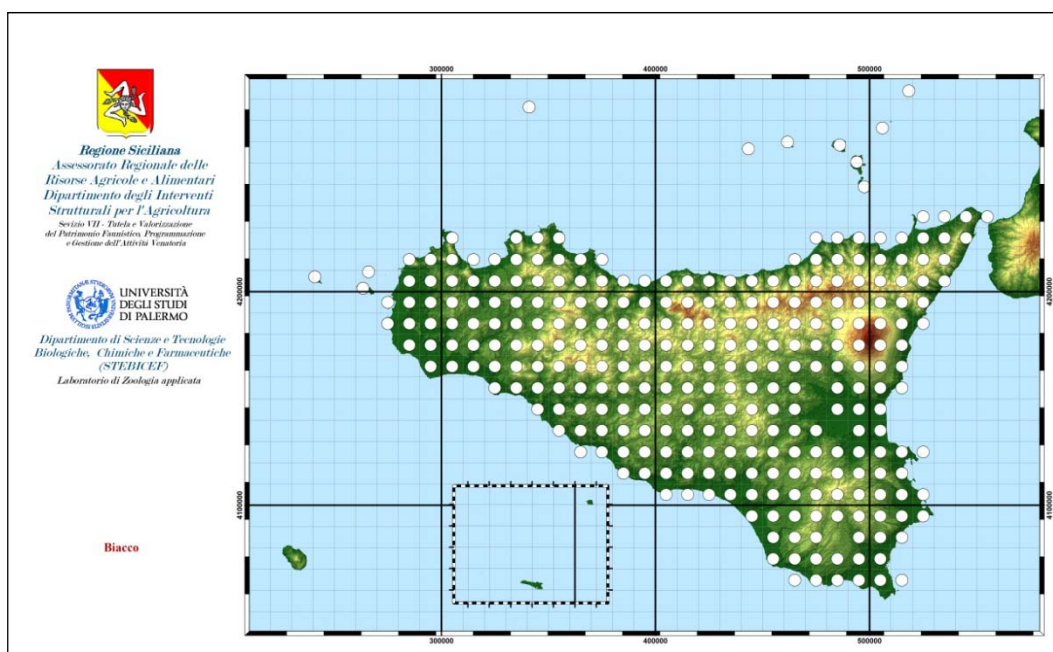 Regione Siciliana
Assessorato Regionale delle
Risorse Agricole e Alimentari
Dipartimento degli Interventi
Strutturali per l'Agricoltura
Sevizio VII - Tutela e Valorizzazione
del Patrimonio Faunistico, Programmazione
e Gestione dell'Attività Venatoria
UNIVERSITÀ
DEGLI STUDI
DI PALERMO
Dipartimento di Scienze e Tecnologie
Biologiche, Chimiche e Farmaceutiche
(STEBICEF)
Laboratorio di Zoologia applicata
Biacco
300000 400000 500000
4200000 4200000
4100000 4100000
300000 400000 500000